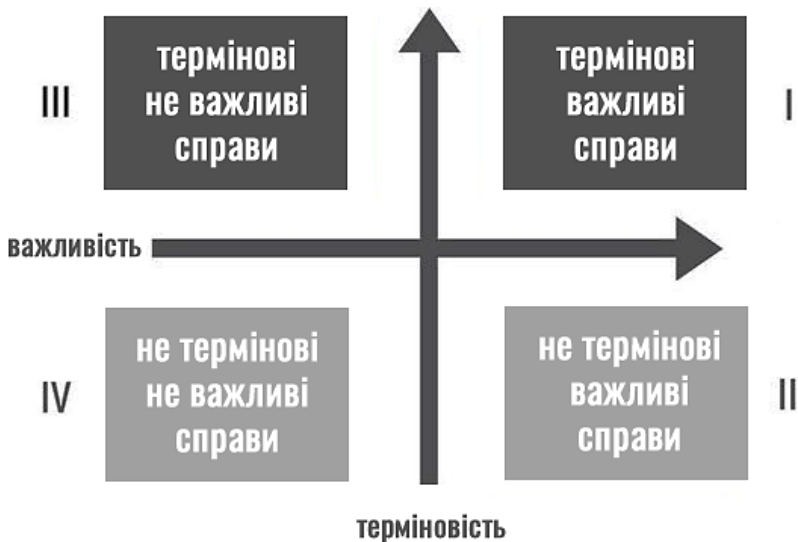 III
термінові
не важливі
справи
термінові
важливі
справи
I
важливість
IV
не термінові
не важливі
справи
не термінові
важливі
справи
II
терміновість